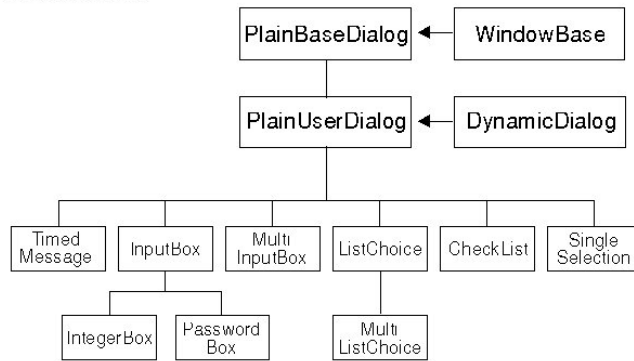 PlainBaseDialog
WindowBase
PlainUserDialog
DynamicDialog
Timed
Message
InputBox
Multi
InputBox
ListChoice
CheckList
Single
Selection
IntegerBox
Password
Box
Multi
ListChoice